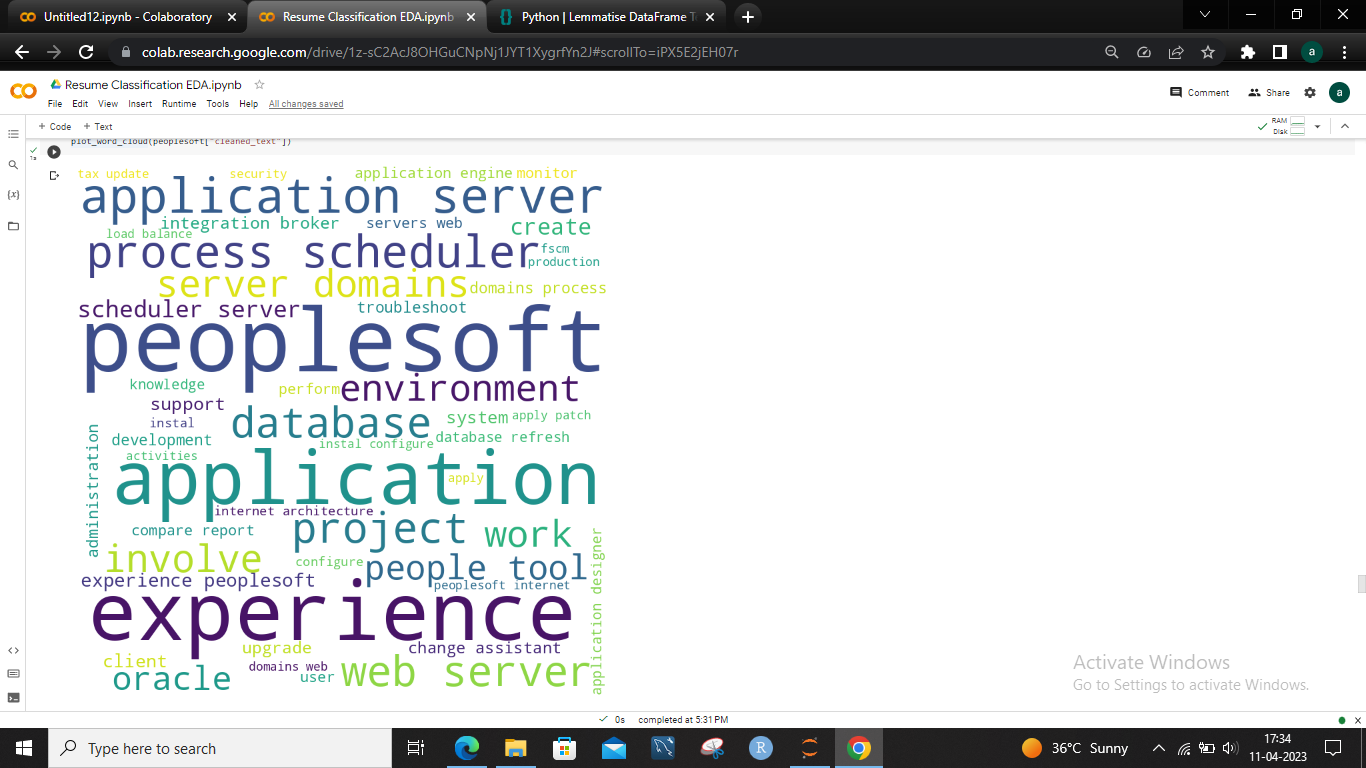 Untitled12.ipynb - Colaboratory
Resume Classification EDA.ipynb
Python | Lemmatise DataFrame T
colab.research.google.com/drive/1z-sC2AcJ8OHGuCNpNj1JYT1XygrfYn2J#scrollTo=iPX5E2jEH07r
a
Resume Classification EDA.ipynb
Comment
Share
a
File Edit View Insert Runtime Tools Help All changes saved
+ Code + Text
RAM
Disk
plot_word_cloud(peoplesoft["cleaned_text"])
1s
{x}
tax update
security
application engine
monitor
application server
integration broker
servers web
create
load balance
process scheduler
fscm
production
server domains
domains process
scheduler server
troubleshoot
peoplesoft
knowledge
perform
environment
support
instal
database
system
apply patch
development
instal configure
database refresh
activities
administration
application
apply
internet architecture
compare report
project
work
involve
configure
people tool
experience peoplesoft
peoplesoft internet
application designer
experience
upgrade
change assistant
client
domains web
oracle
user
web server
Activate Windows
Go to Settings to activate Windows.
0s completed at 5:31 PM
Type here to search
R
36°C Sunny
17:34
11-04-2023